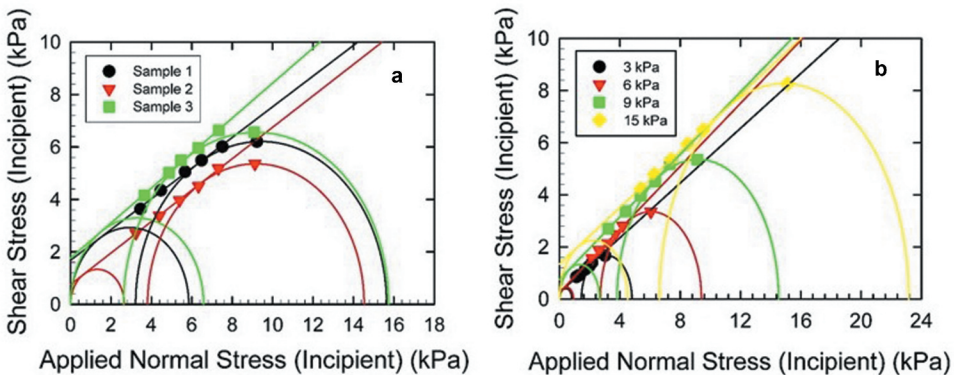 Shear Stress (Incipient) (kPa)
10
8
6
4
2
0
Sample 1
Sample 2
Sample 3
a
0 2 4 6 8 10 12 14 16 18
Applied Normal Stress (Incipient) (kPa)
Shear Stress (Incipient) (kPa)
10
8
6
4
2
0
3 kPa
6 kPa
9 kPa
15 kPa
b
0 4 8 12 16 20 24
Applied Normal Stress (Incipient) (kPa)